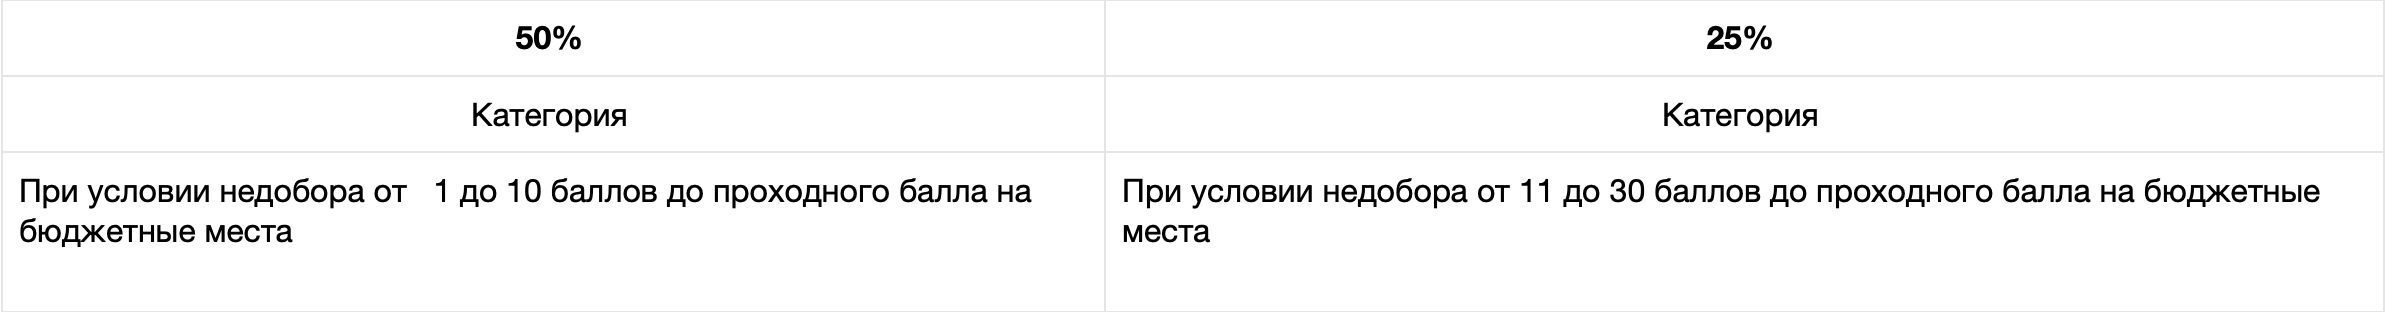 50%
25%
Категория
Категория
При условии недобора от 1 до 10 баллов до проходного балла на
бюджетные места
При условии недобора от 11 до 30 баллов до проходного балла на бюджетные
места